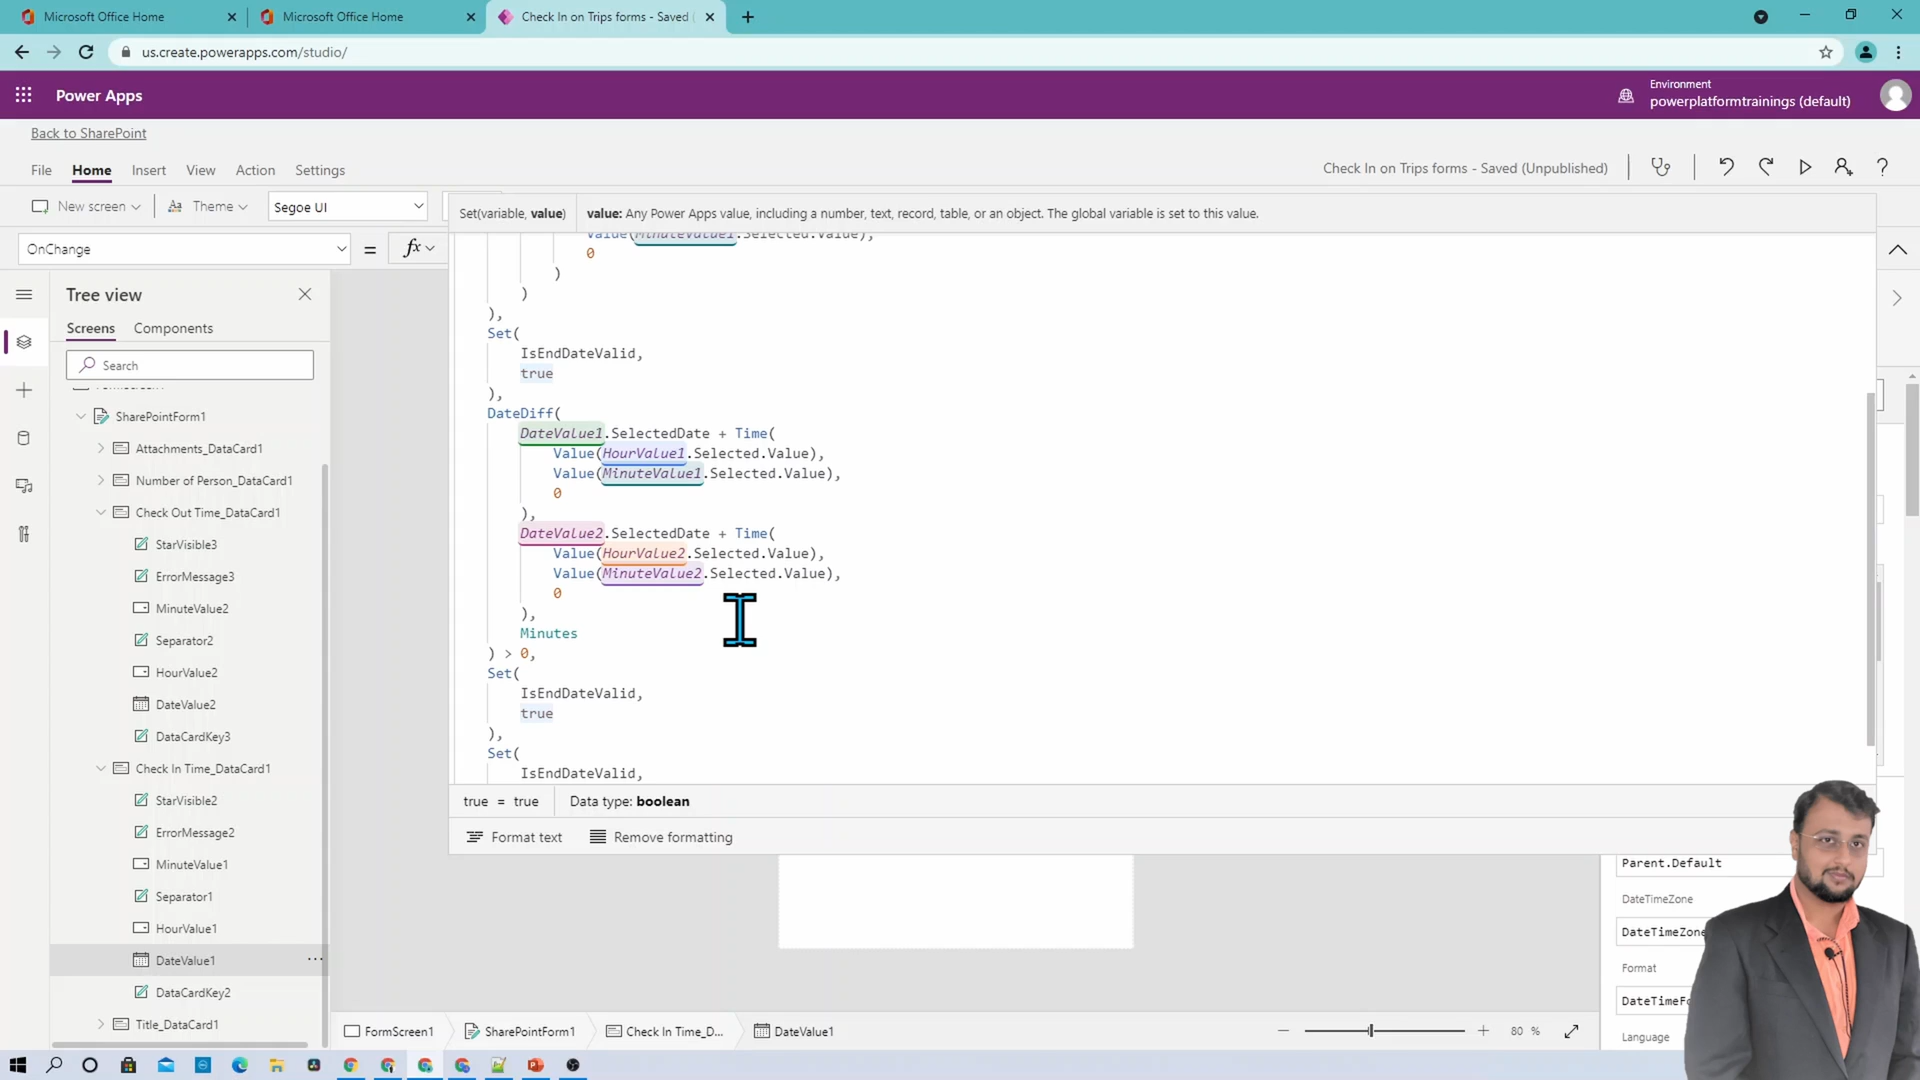 Microsoft Office Home
Microsoft Office Home
Check In on Trips forms - Saved (
us.create.powerapps.com/studio/
Power Apps
Environment
powerplatformtrainings (default)
Back to SharePoint
File
Home
Insert
View
Action
Settings
Check In on Trips forms - Saved (Unpublished)
New screen
Theme
Segoe UI
Set(variable, value)
value: Any Power Apps value, including a number, text, record, table, or an object. The global variable is set to this value.
OnChange
=
fx
Value(MinuteValue1.Selected.Value),
0
)
)
),
Set(
IsEndDateValid,
true
),
DateDiff(
DateValue1.SelectedDate + Time(
Value(HourValue1.Selected.Value),
Value(MinuteValue1.Selected.Value),
0
),
DateValue2.SelectedDate + Time(
Value(HourValue2.Selected.Value),
Value(MinuteValue2.Selected.Value),
0
),
Minutes
) > 0,
Set(
IsEndDateValid,
true
),
Set(
IsEndDateValid,
true = true
Data type: boolean
Format text
Remove formatting
Tree view
Screens
Components
Search
SharePointForm1
Attachments_DataCard1
Number of Person_DataCard1
Check Out Time_DataCard1
StarVisible3
ErrorMessage3
MinuteValue2
Separator2
HourValue2
DateValue2
DataCardKey3
Check In Time_DataCard1
StarVisible2
ErrorMessage2
MinuteValue1
Separator1
HourValue1
DateValue1
...
DataCardKey2
Title_DataCard1
Parent.Default
DateTimeZone
DateTimeZone
Format
DateTimeFo
Language
FormScreen1
SharePointForm1
Check In Time_D...
DateValue1
80 %